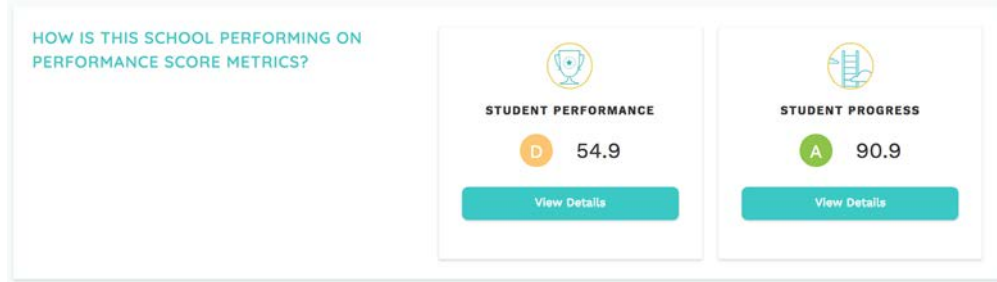 HOW IS THIS SCHOOL PERFORMING ON
PERFORMANCE SCORE METRICS?
STUDENT PERFORMANCE
D 54.9
View Details
STUDENT PROGRESS
A 90.9
View Details